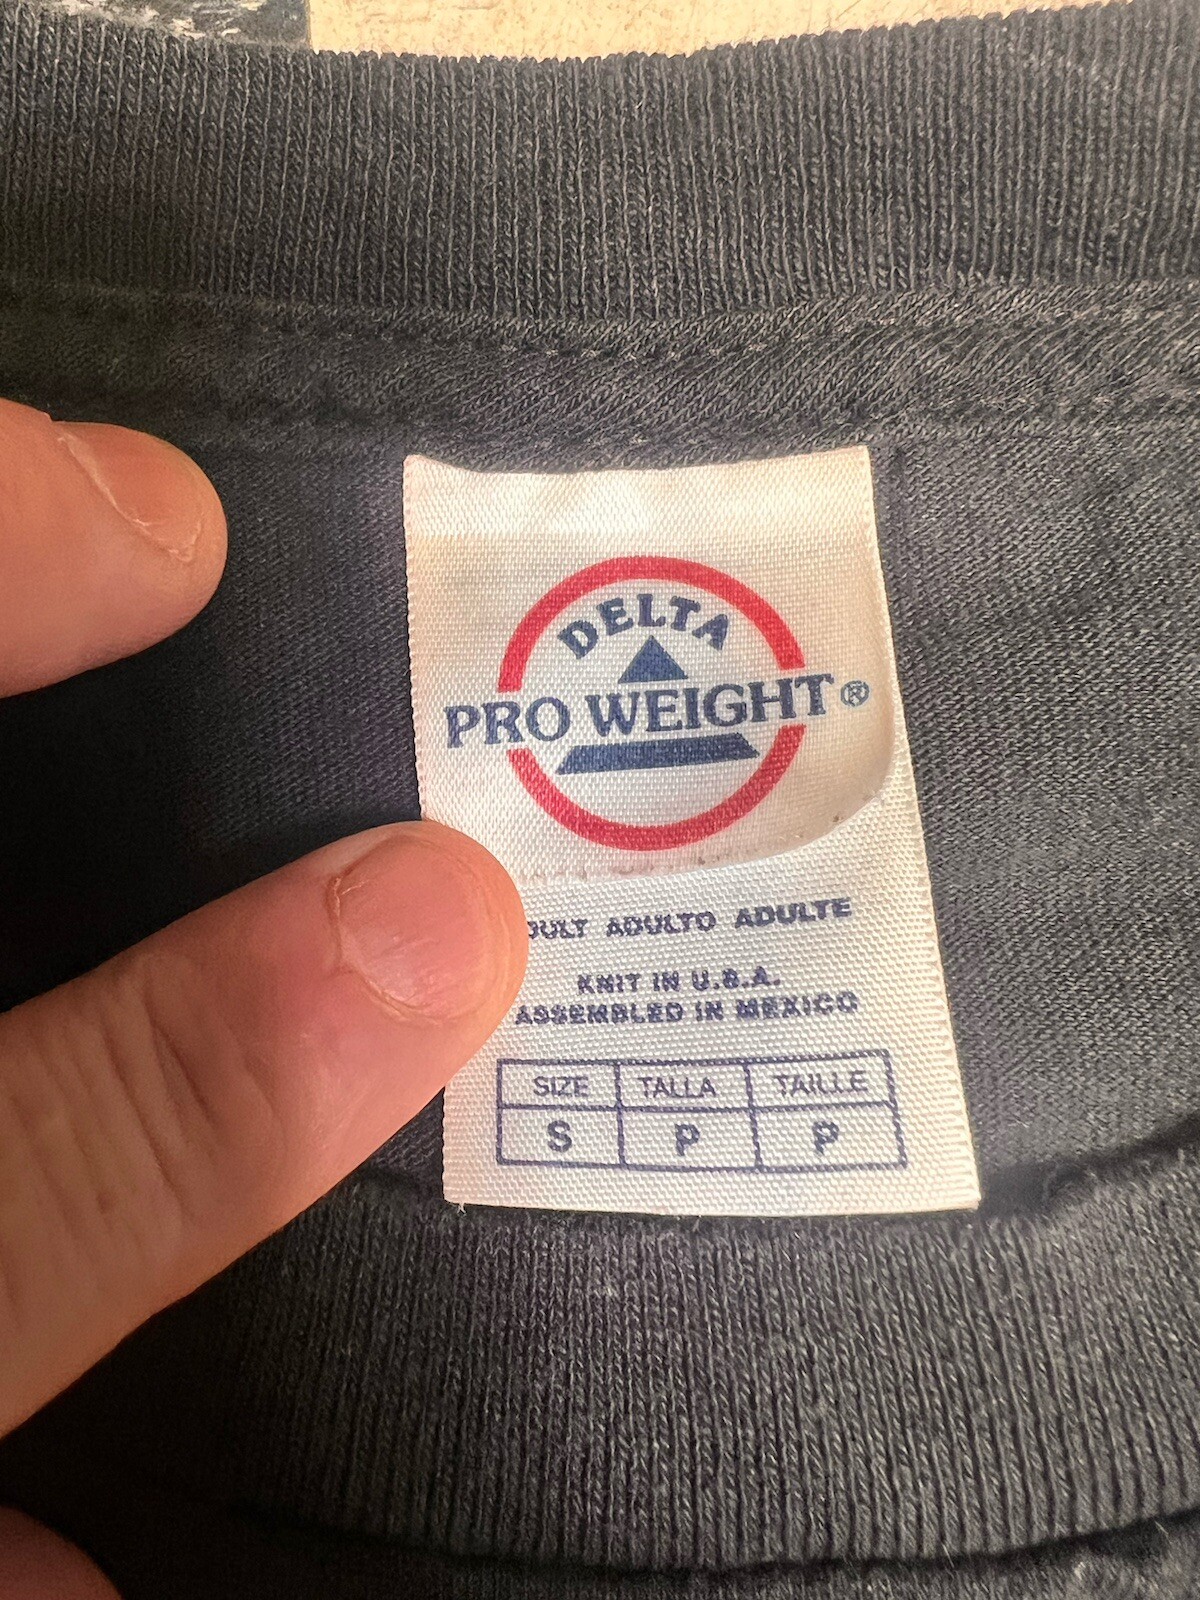 DELTA
PRO WEIGHT®
ADULTO ADULTE
KNIT IN U.S.A.
ASSEMBLED IN MEXICO
SIZE TALLA TAILLE
S P P